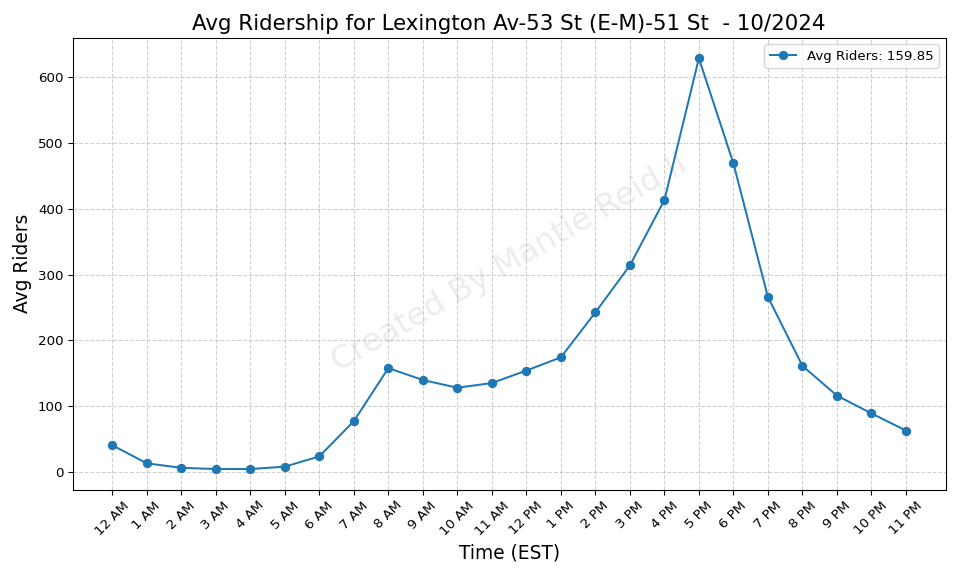 Avg Ridership for Lexington Av-53 St (E-M)-51 St  - 10/2024
Avg Riders: 159.85
Avg Riders
600
500
400
300
200
100
0
Created By Mantle Reid II
12 AM
1 AM
2 AM
3 AM
4 AM
5 AM
6 AM
7 AM
8 AM
9 AM
10 AM
11 AM
12 PM
1 PM
2 PM
3 PM
4 PM
5 PM
6 PM
7 PM
8 PM
9 PM
10 PM
11 PM
Time (EST)